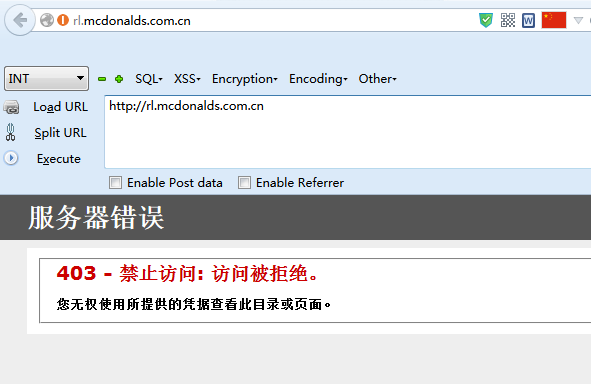 rl.mcdonalds.com.cn
INT
SQL XSS Encryption Encoding Other
Load URL
http://rl.mcdonalds.com.cn
Split URL
Execute
Enable Post data Enable Referrer
服务器错误
403 - 禁止访问: 访问被拒绝。
您无权使用所提供的凭据查看此目录或页面。